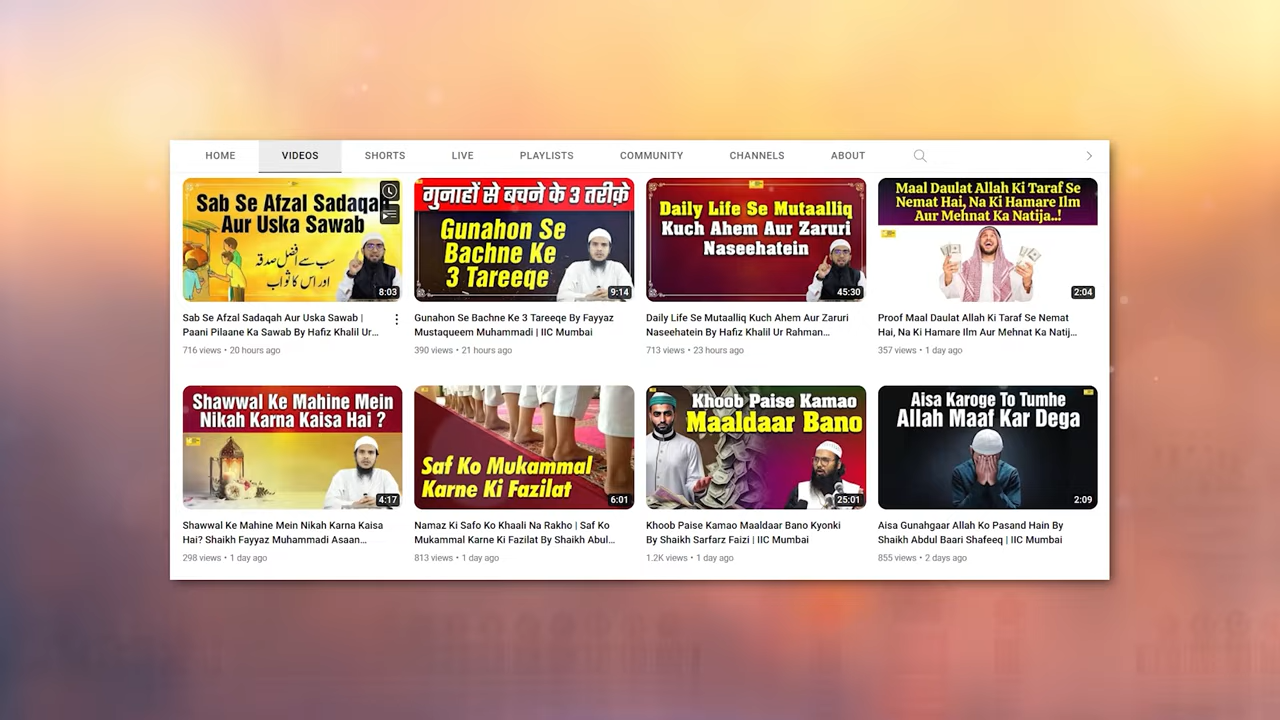 HOME VIDEOS SHORTS LIVE PLAYLISTS COMMUNITY CHANNELS ABOUT
Sab Se Afzal Sadaqah
Aur Uska Sawab
سب سے افضل صدقہ
اور اس کا ثواب
8:03
गुनाहों से बचने के 3 तरीक़े
Gunahon Se
Bachne Ke
3 Tareeqe
9:14
Daily Life Se Mutaalliq
Kuch Ahem Aur Zaruri
Naseehatein
45:30
Maal Daulat Allah Ki Taraf Se
Nemat Hai, Na Ki Hamare Ilm
Aur Mehnat Ka Natija..!
2:04
Sab Se Afzal Sadaqah Aur Uska Sawab |
Paani Pilaane Ka Sawab By Hafiz Khalil Ur...
716 views • 20 hours ago
Gunahon Se Bachne Ke 3 Tareeqe By Fayyaz
Mustaqueem Muhammadi | IIC Mumbai
390 views • 21 hours ago
Daily Life Se Mutaalliq Kuch Ahem Aur Zaruri
Naseehatein By Hafiz Khalil Ur Rahman...
713 views • 23 hours ago
Proof Maal Daulat Allah Ki Taraf Se Nemat
Hai, Na Ki Hamare Ilm Aur Mehnat Ka Natij...
357 views • 1 day ago
Shawwal Ke Mahine Mein
Nikah Karna Kaisa Hai ?
4:17
Saf Ko Mukammal
Karne Ki Fazilat
6:01
Khoob Paise Kamao
Maaldaar Bano
25:01
Aisa Karoge To Tumhe
Allah Maaf Kar Dega
2:09
Shawwal Ke Mahine Mein Nikah Karna Kaisa
Hai? Shaikh Fayyaz Muhammadi Asaan...
298 views • 1 day ago
Namaz Ki Safo Ko Khaali Na Rakho | Saf Ko
Mukammal Karne Ki Fazilat By Shaikh Abul...
813 views • 1 day ago
Khoob Paise Kamao Maaldaar Bano Kyonki
By Shaikh Sarfarz Faizi | IIC Mumbai
1.2K views • 1 day ago
Aisa Gunahgaar Allah Ko Pasand Hain By
Shaikh Abdul Baari Shafeeq | IIC Mumbai
855 views • 2 days ago